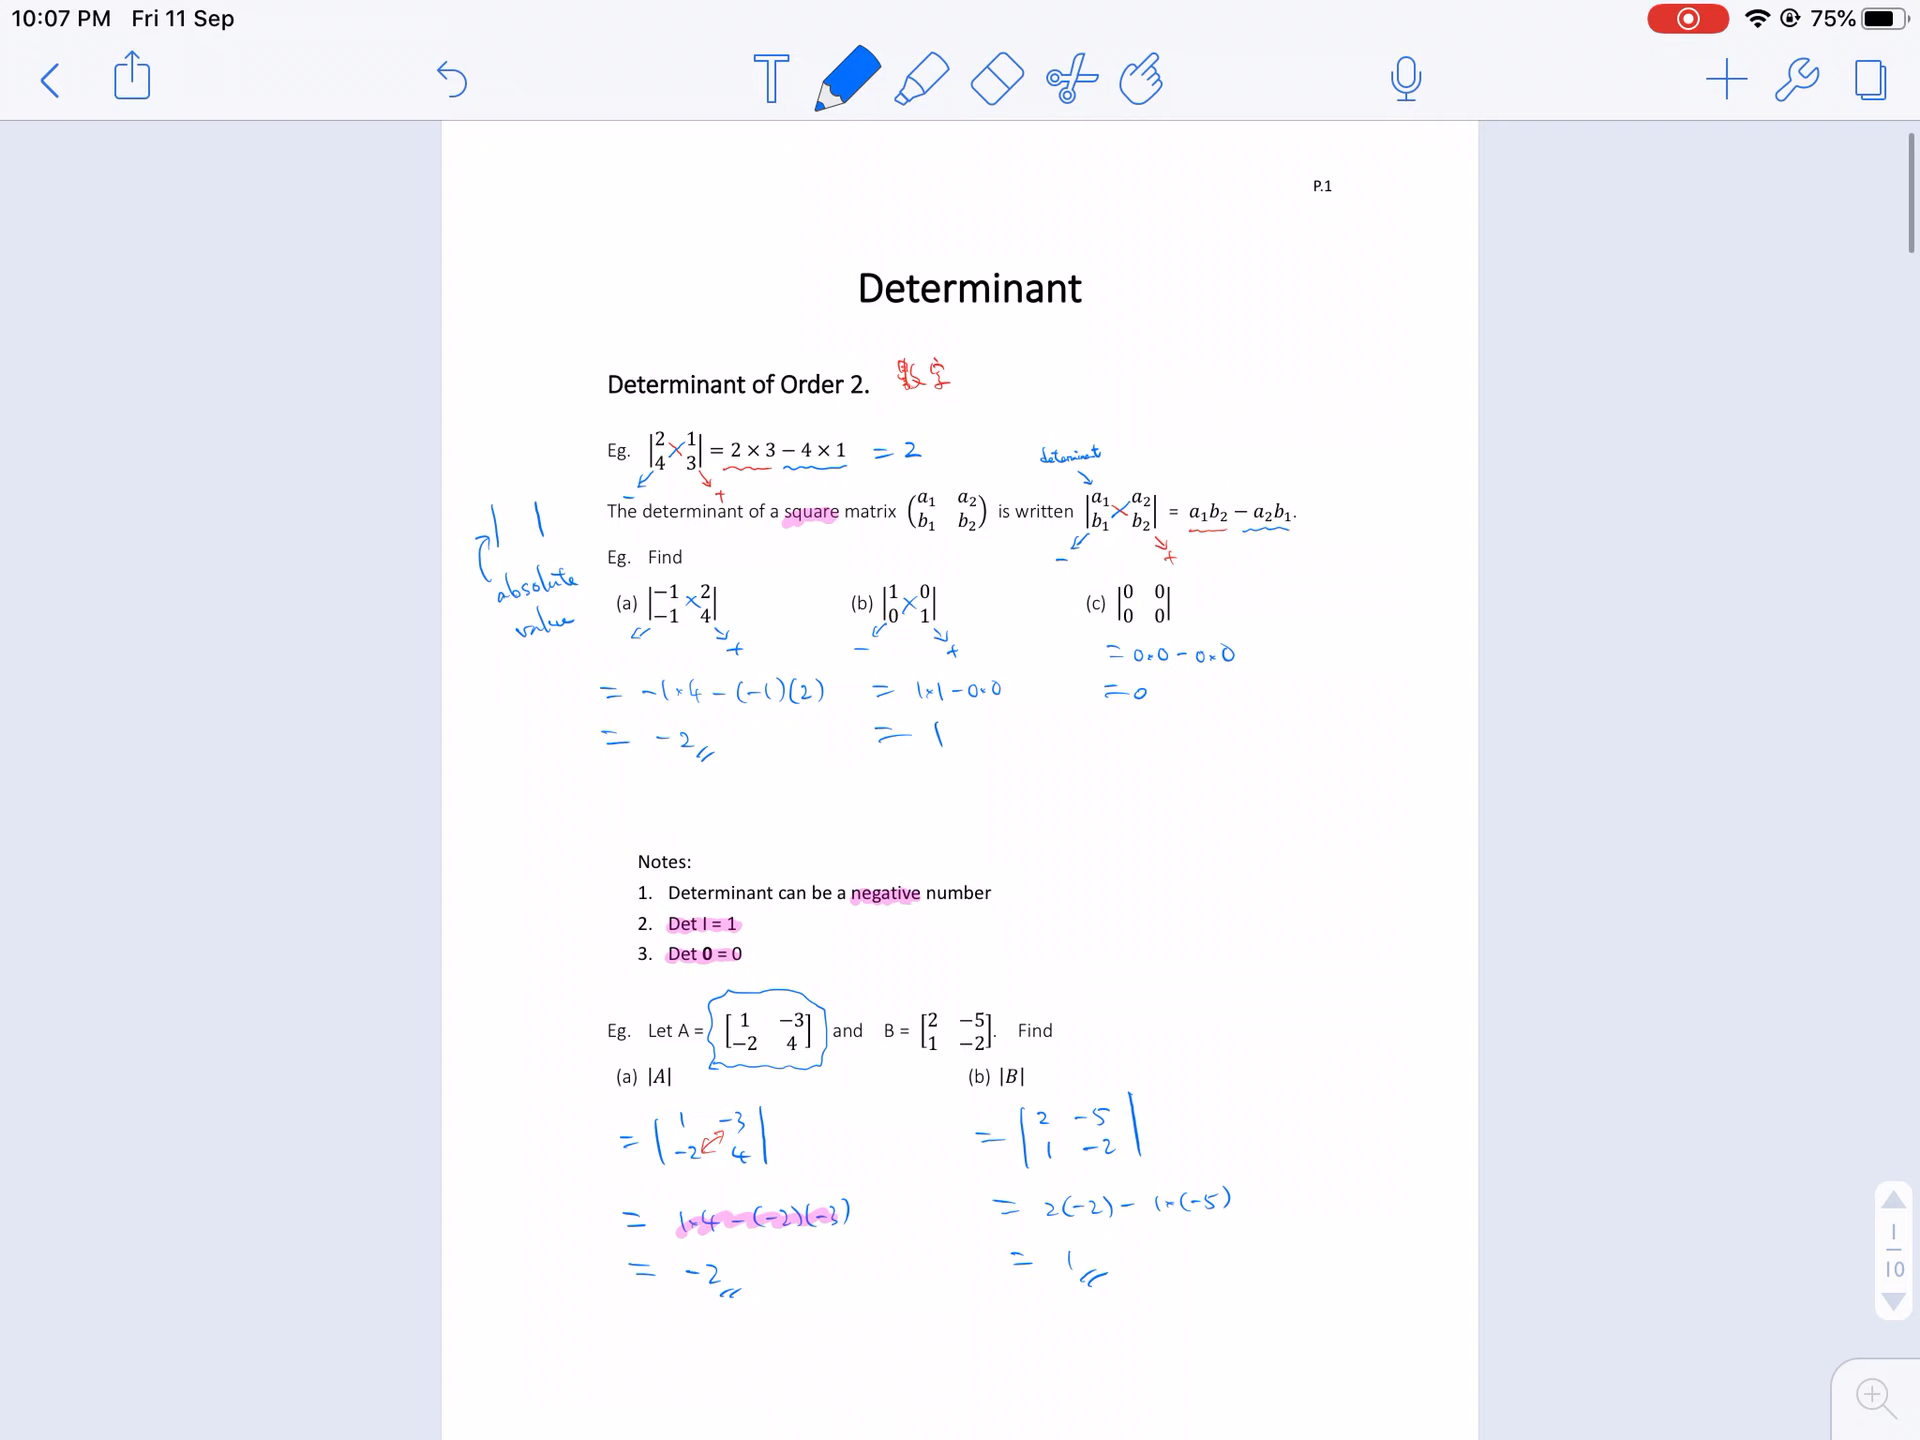 10:07 PM Fri 11 Sep 75%
T
P.1
Determinant
Determinant of Order 2. 數字
Eg. |2 1; 4 3| = 2 × 3 − 4 × 1 = 2
− +
determinant
The determinant of a square matrix (a₁ a₂; b₁ b₂) is written |a₁ a₂; b₁ b₂| = a₁b₂ − a₂b₁.
− +
| |
absolute
value
Eg. Find
(a) |−1 2; −1 4| (b) |1 0; 0 1| (c) |0 0; 0 0|
+ − +
= 0×0 − 0×0
= −1×4 − (−1)(2) = 1×1 − 0×0 = 0
= −2 = 1
Notes:
1. Determinant can be a negative number
2. Det I = 1
3. Det 0 = 0
Eg. Let A = [1 −3; −2 4] and B = [2 −5; 1 −2]. Find
(a) |A| (b) |B|
= |1 −3; −2 4| = |2 −5; 1 −2|
= 1×4 − (−2)(−3) = 2(−2) − 1×(−5)
= −2 = 1
1
10